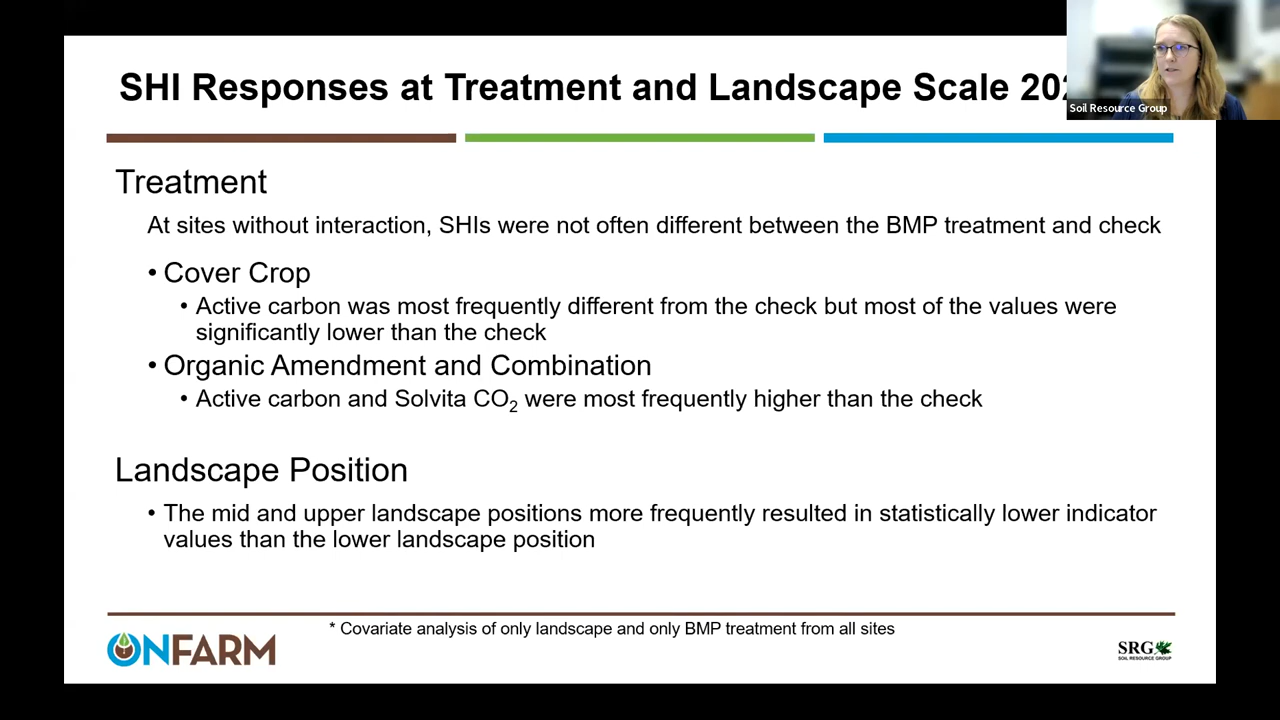 SHI Responses at Treatment and Landscape Scale
Soil Resource Group
Treatment
At sites without interaction, SHIs were not often different between the BMP treatment and check
• Cover Crop
• Active carbon was most frequently different from the check but most of the values were
significantly lower than the check
• Organic Amendment and Combination
• Active carbon and Solvita CO₂ were most frequently higher than the check
Landscape Position
• The mid and upper landscape positions more frequently resulted in statistically lower indicator
values than the lower landscape position
* Covariate analysis of only landscape and only BMP treatment from all sites
ONFARM
SRG
SOIL RESOURCE GROUP